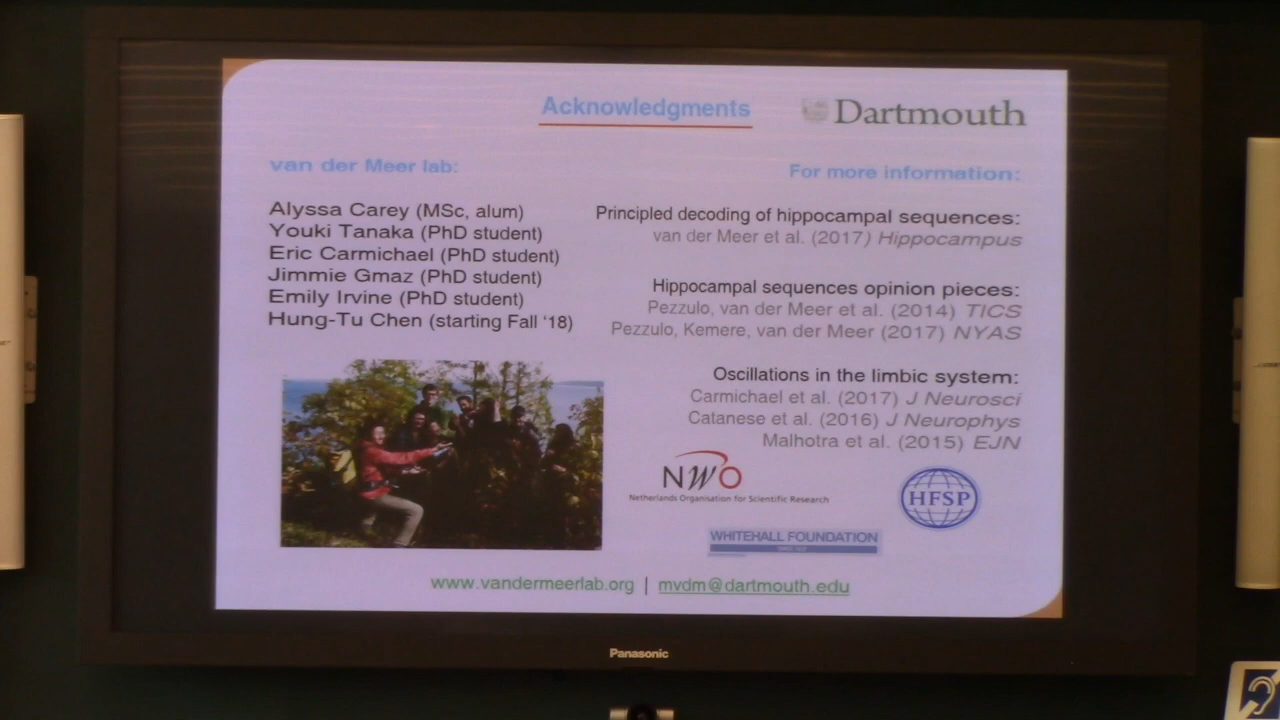 Acknowledgments
Dartmouth
van der Meer lab:
Alyssa Carey (MSc, alum)
Youki Tanaka (PhD student)
Eric Carmichael (PhD student)
Jimmie Gmaz (PhD student)
Emily Irvine (PhD student)
Hung-Tu Chen (starting Fall ‘18)
For more information:
Principled decoding of hippocampal sequences:
van der Meer et al. (2017) Hippocampus
Hippocampal sequences opinion pieces:
Pezzulo, van der Meer et al. (2014) TICS
Pezzulo, Kemere, van der Meer (2017) NYAS
Oscillations in the limbic system:
Carmichael et al. (2017) J Neurosci
Catanese et al. (2016) J Neurophys
Malhotra et al. (2015) EJN
NWO
Netherlands Organisation for Scientific Research
HFSP
WHITEHALL FOUNDATION
www.vandermeerlab.org | mvdm@dartmouth.edu
Panasonic